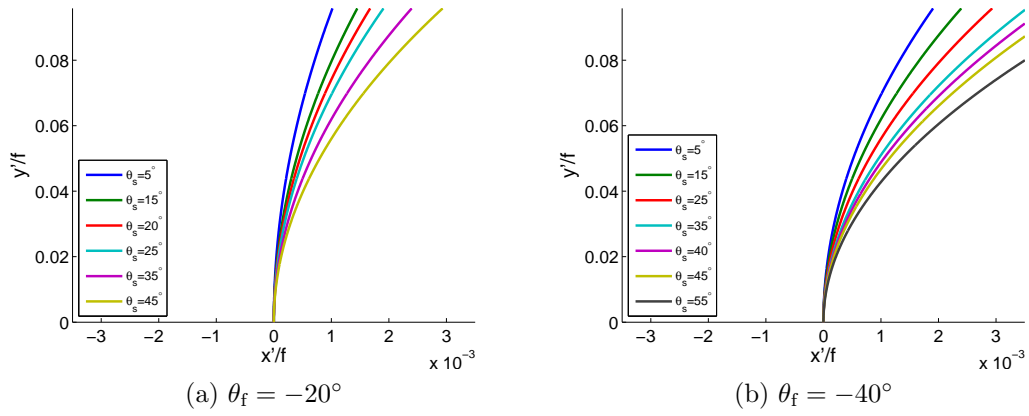 y'/f
0.08
0.06
0.04
0.02
0
θs=5°
θs=15°
θs=20°
θs=25°
θs=35°
θs=45°
−3 −2 −1 0 1 2 3
x'/f
x 10⁻³
(a) θf = −20°
y'/f
0.08
0.06
0.04
0.02
0
θs=5°
θs=15°
θs=25°
θs=35°
θs=40°
θs=45°
θs=55°
−3 −2 −1 0 1 2 3
x'/f
x 10⁻³
(b) θf = −40°